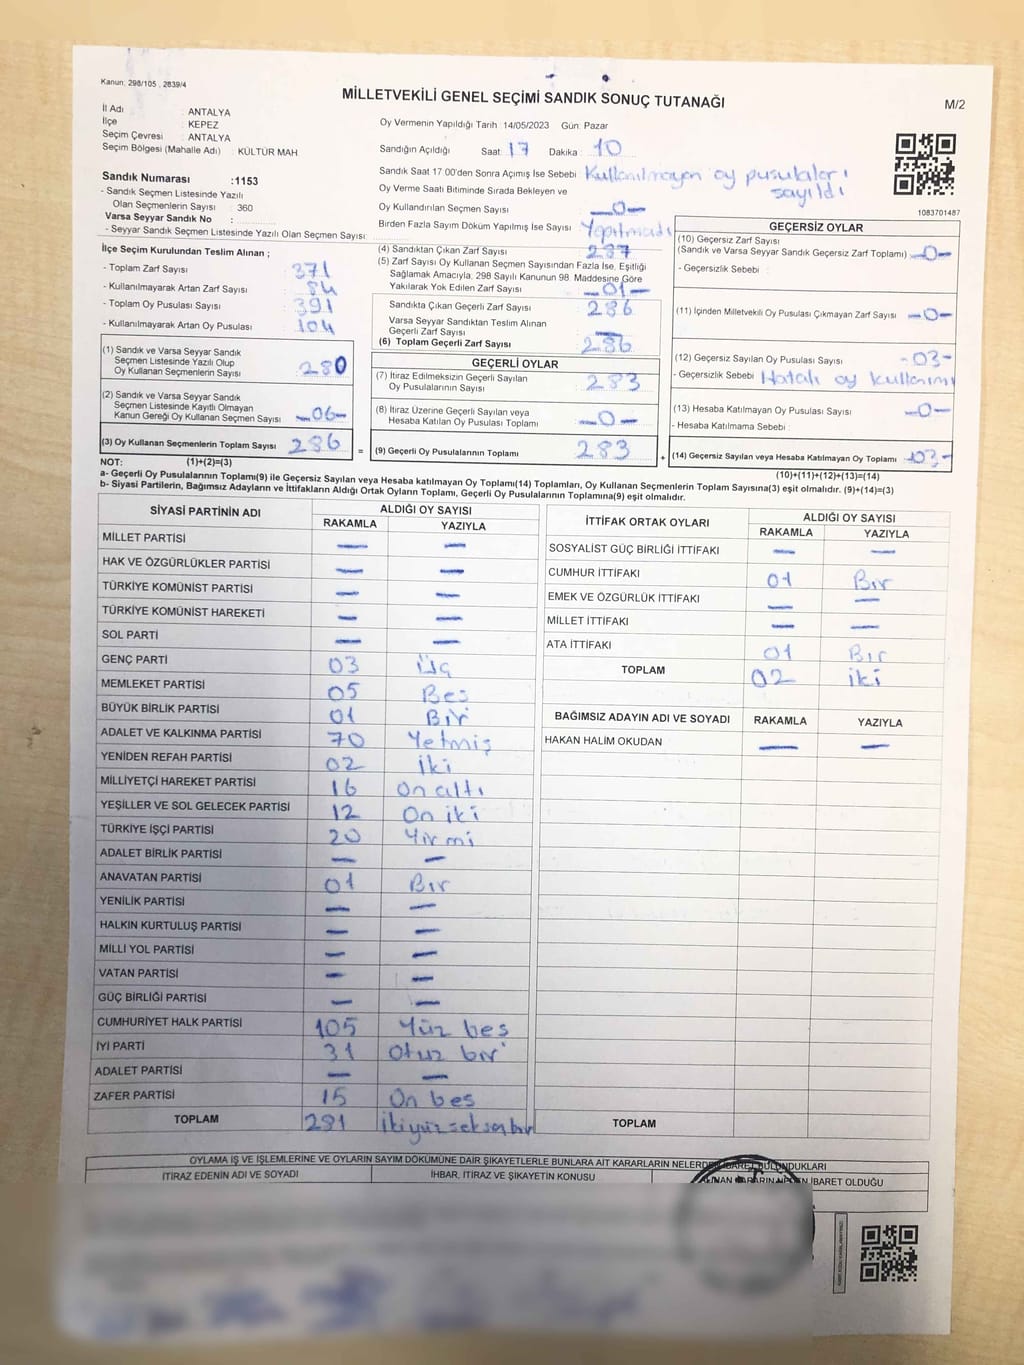 Kanun: 298/105 , 2839/4
MİLLETVEKİLİ GENEL SEÇİMİ SANDIK SONUÇ TUTANAĞI
M/2
İl Adı : ANTALYA
İlçe : KEPEZ
Seçim Çevresi : ANTALYA
Seçim Bölgesi (Mahalle Adı) : KÜLTÜR MAH
Oy Vermenin Yapıldığı Tarih :14/05/2023 Gün: Pazar
Sandığın Açıldığı Saat: 17 Dakika : 10
Sandık Saat 17.00'den Sonra Açımış İse Sebebi : Kullanılmayan oy pusulaları sayıldı
Oy Verme Saati Bitiminde Sırada Bekleyen ve
Oy Kullandırılan Seçmen Sayısı : -0-
Birden Fazla Sayım Döküm Yapılmış İse Sayısı : Yapılmadı
1083701487
Sandık Numarası :1153
- Sandık Seçmen Listesinde Yazılı
Olan Seçmenlerin Sayısı : 360
Varsa Seyyar Sandık No :
- Seyyar Sandık Seçmen Listesinde Yazılı Olan Seçmen Sayısı:
İlçe Seçim Kurulundan Teslim Alınan ;
- Toplam Zarf Sayısı : 371
- Kullanılmayarak Artan Zarf Sayısı : 84
- Toplam Oy Pusulası Sayısı : 391
- Kullanılmayarak Artan Oy Pusulası : 104
(1) Sandık ve Varsa Seyyar Sandık
Seçmen Listesinde Yazılı Olup
Oy Kullanan Seçmenlerin Sayısı : 280
(2) Sandık ve Varsa Seyyar Sandık
Seçmen Listesinde Kayıtlı Olmayan
Kanun Gereği Oy Kullanan Seçmen Sayısı : -06-
(3) Oy Kullanan Seçmenlerin Toplam Sayısı : 286
(4) Sandıktan Çıkan Zarf Sayısı : 287
(5) Zarf Sayısı Oy Kullanan Seçmen Sayısından Fazla İse, Eşitliği
Sağlamak Amacıyla; 298 Sayılı Kanunun 98. Maddesine Göre
Yakılarak Yok Edilen Zarf Sayısı : -01-
Sandıkta Çıkan Geçerli Zarf Sayısı : 286
Varsa Seyyar Sandıktan Teslim Alınan
Geçerli Zarf Sayısı : -
(6) Toplam Geçerli Zarf Sayısı : 286
GEÇERLİ OYLAR
(7) İtiraz Edilmeksizin Geçerli Sayılan
Oy Pusulalarının Sayısı : 283
(8) İtiraz Üzerine Geçerli Sayılan veya
Hesaba Katılan Oy Pusulası Toplamı : -0-
= (9) Geçerli Oy Pusulalarının Toplamı : 283
GEÇERSİZ OYLAR
(10) Geçersiz Zarf Sayısı
(Sandık ve Varsa Seyyar Sandık Geçersiz Zarf Toplamı) : -0-
- Geçersizlik Sebebi :
(11) İçinden Milletvekili Oy Pusulası Çıkmayan Zarf Sayısı : -0-
(12) Geçersiz Sayılan Oy Pusulası Sayısı : -03-
- Geçersizlik Sebebi : Hatalı oy kullanımı
(13) Hesaba Katılmayan Oy Pusulası Sayısı : -0-
- Hesaba Katılmama Sebebi :
+ (14) Geçersiz Sayılan veya Hesaba Katılmayan Oy Toplamı : -03-
NOT: (1)+(2)=(3)
(10)+(11)+(12)+(13)=(14)
a- Geçerli Oy Pusulalarının Toplamı(9) ile Geçersiz Sayılan veya Hesaba katılmayan Oy Toplamı(14) Toplamları, Oy Kullanan Seçmenlerin Toplam Sayısına(3) eşit olmalıdır. (9)+(14)=(3)
b- Siyasi Partilerin, Bağımsız Adayların ve İttifakların Aldığı Ortak Oyların Toplamı, Geçerli Oy Pusulalarının Toplamına(9) eşit olmalıdır.
SİYASİ PARTİNİN ADI ALDIĞI OY SAYISI
RAKAMLA YAZIYLA
MİLLET PARTİSİ - -
HAK VE ÖZGÜRLÜKLER PARTİSİ - -
TÜRKİYE KOMÜNİST PARTİSİ - -
TÜRKİYE KOMÜNİST HAREKETİ - -
SOL PARTİ - -
GENÇ PARTİ 03 Üç
MEMLEKET PARTİSİ 05 Beş
BÜYÜK BİRLİK PARTİSİ 01 Bir
ADALET VE KALKINMA PARTİSİ 70 Yetmiş
YENİDEN REFAH PARTİSİ 02 İki
MİLLİYETÇİ HAREKET PARTİSİ 16 On altı
YEŞİLLER VE SOL GELECEK PARTİSİ 12 On iki
TÜRKİYE İŞÇİ PARTİSİ 20 Yirmi
ADALET BİRLİK PARTİSİ - -
ANAVATAN PARTİSİ 01 Bır
YENİLİK PARTİSİ - -
HALKIN KURTULUŞ PARTİSİ - -
MİLLİ YOL PARTİSİ - -
VATAN PARTİSİ - -
GÜÇ BİRLİĞİ PARTİSİ - -
CUMHURİYET HALK PARTİSİ 105 Yüz beş
İYİ PARTİ 31 Otuz bir
ADALET PARTİSİ - -
ZAFER PARTİSİ 15 On beş
TOPLAM 281 İkiyüzseksenbir
İTTİFAK ORTAK OYLARI ALDIĞI OY SAYISI
RAKAMLA YAZIYLA
SOSYALİST GÜÇ BİRLİĞİ İTTİFAKI - -
CUMHUR İTTİFAKI 01 Bır
EMEK VE ÖZGÜRLÜK İTTİFAKI - -
MİLLET İTTİFAKI - -
ATA İTTİFAKI 01 Bır
TOPLAM 02 İki
BAĞIMSIZ ADAYIN ADI VE SOYADI RAKAMLA YAZIYLA
HAKAN HALİM OKUDAN - -
TOPLAM
OYLAMA İŞ VE İŞLEMLERİNE VE OYLARIN SAYIM DÖKÜMÜNE DAİR ŞİKAYETLERLE BUNLARA AİT KARARLARIN NELERDEN İBARET BULUNDUKLARI
İTİRAZ EDENİN ADI VE SOYADI İHBAR, İTİRAZ VE ŞİKAYETİN KONUSU ALINAN KARARIN NEDEN İBARET OLDUĞU